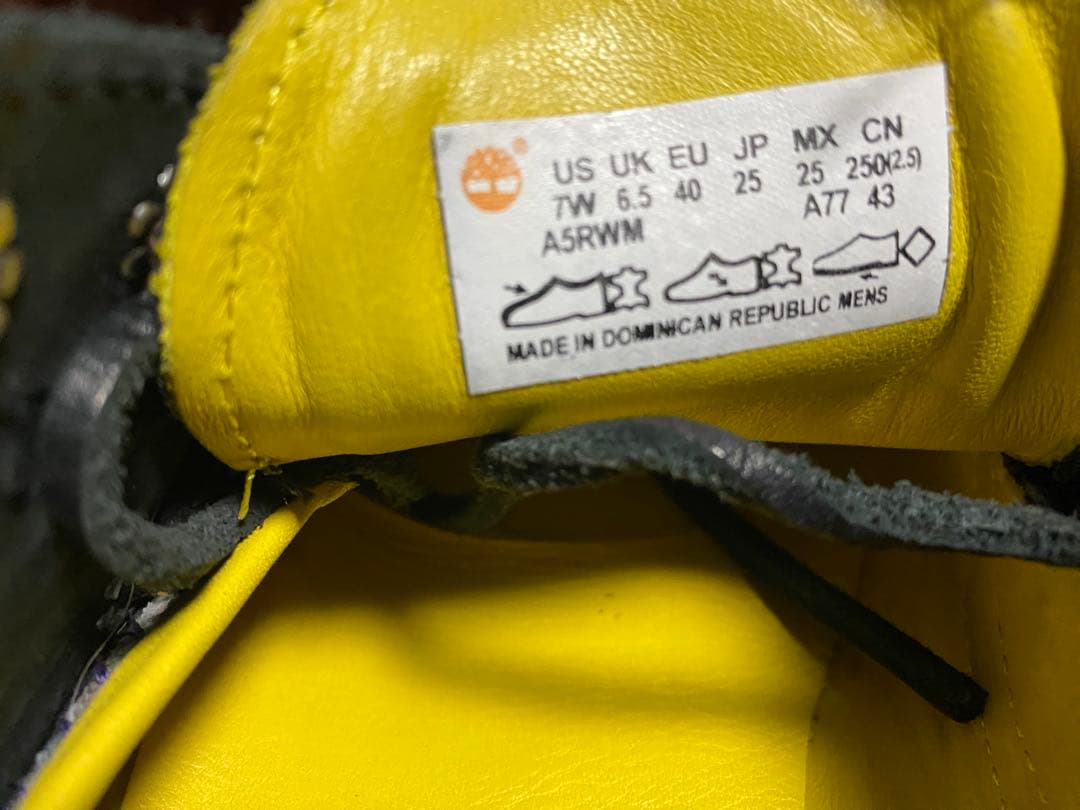 ®
US UK EU JP MX CN
7W 6.5 40 25 25 250(2.5)
A5RWM A77 43
MADE IN DOMINICAN REPUBLIC MENS